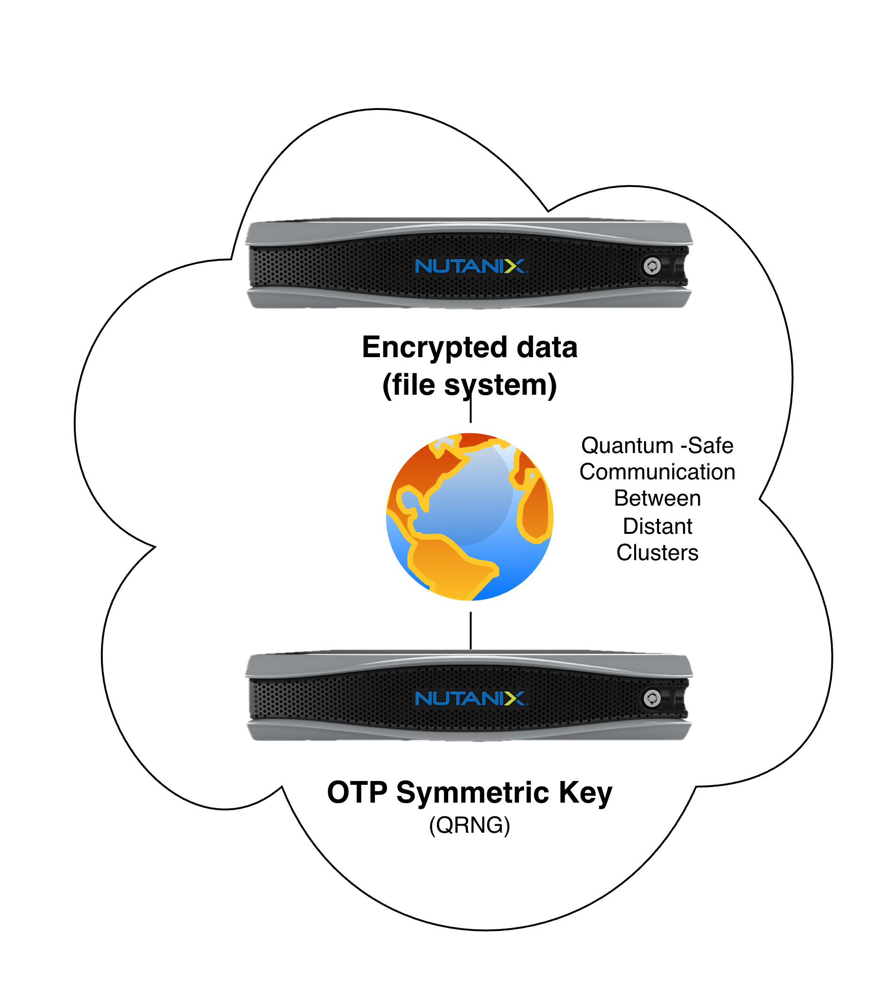 NUTANIX
Encrypted data
(file system)
Quantum -Safe
Communication
Between
Distant
Clusters
NUTANIX
OTP Symmetric Key
(QRNG)